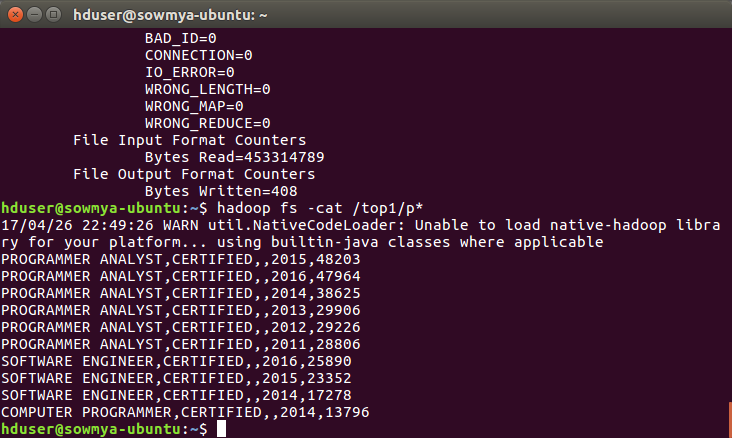 hduser@sowmya-ubuntu: ~
BAD_ID=0
CONNECTION=0
IO_ERROR=0
WRONG_LENGTH=0
WRONG_MAP=0
WRONG_REDUCE=0
File Input Format Counters
Bytes Read=453314789
File Output Format Counters
Bytes Written=408
hduser@sowmya-ubuntu:~$ hadoop fs -cat /top1/p*
17/04/26 22:49:26 WARN util.NativeCodeLoader: Unable to load native-hadoop libra
ry for your platform... using builtin-java classes where applicable
PROGRAMMER ANALYST,CERTIFIED,,2015,48203
PROGRAMMER ANALYST,CERTIFIED,,2016,47964
PROGRAMMER ANALYST,CERTIFIED,,2014,38625
PROGRAMMER ANALYST,CERTIFIED,,2013,29906
PROGRAMMER ANALYST,CERTIFIED,,2012,29226
PROGRAMMER ANALYST,CERTIFIED,,2011,28806
SOFTWARE ENGINEER,CERTIFIED,,2016,25890
SOFTWARE ENGINEER,CERTIFIED,,2015,23352
SOFTWARE ENGINEER,CERTIFIED,,2014,17278
COMPUTER PROGRAMMER,CERTIFIED,,2014,13796
hduser@sowmya-ubuntu:~$